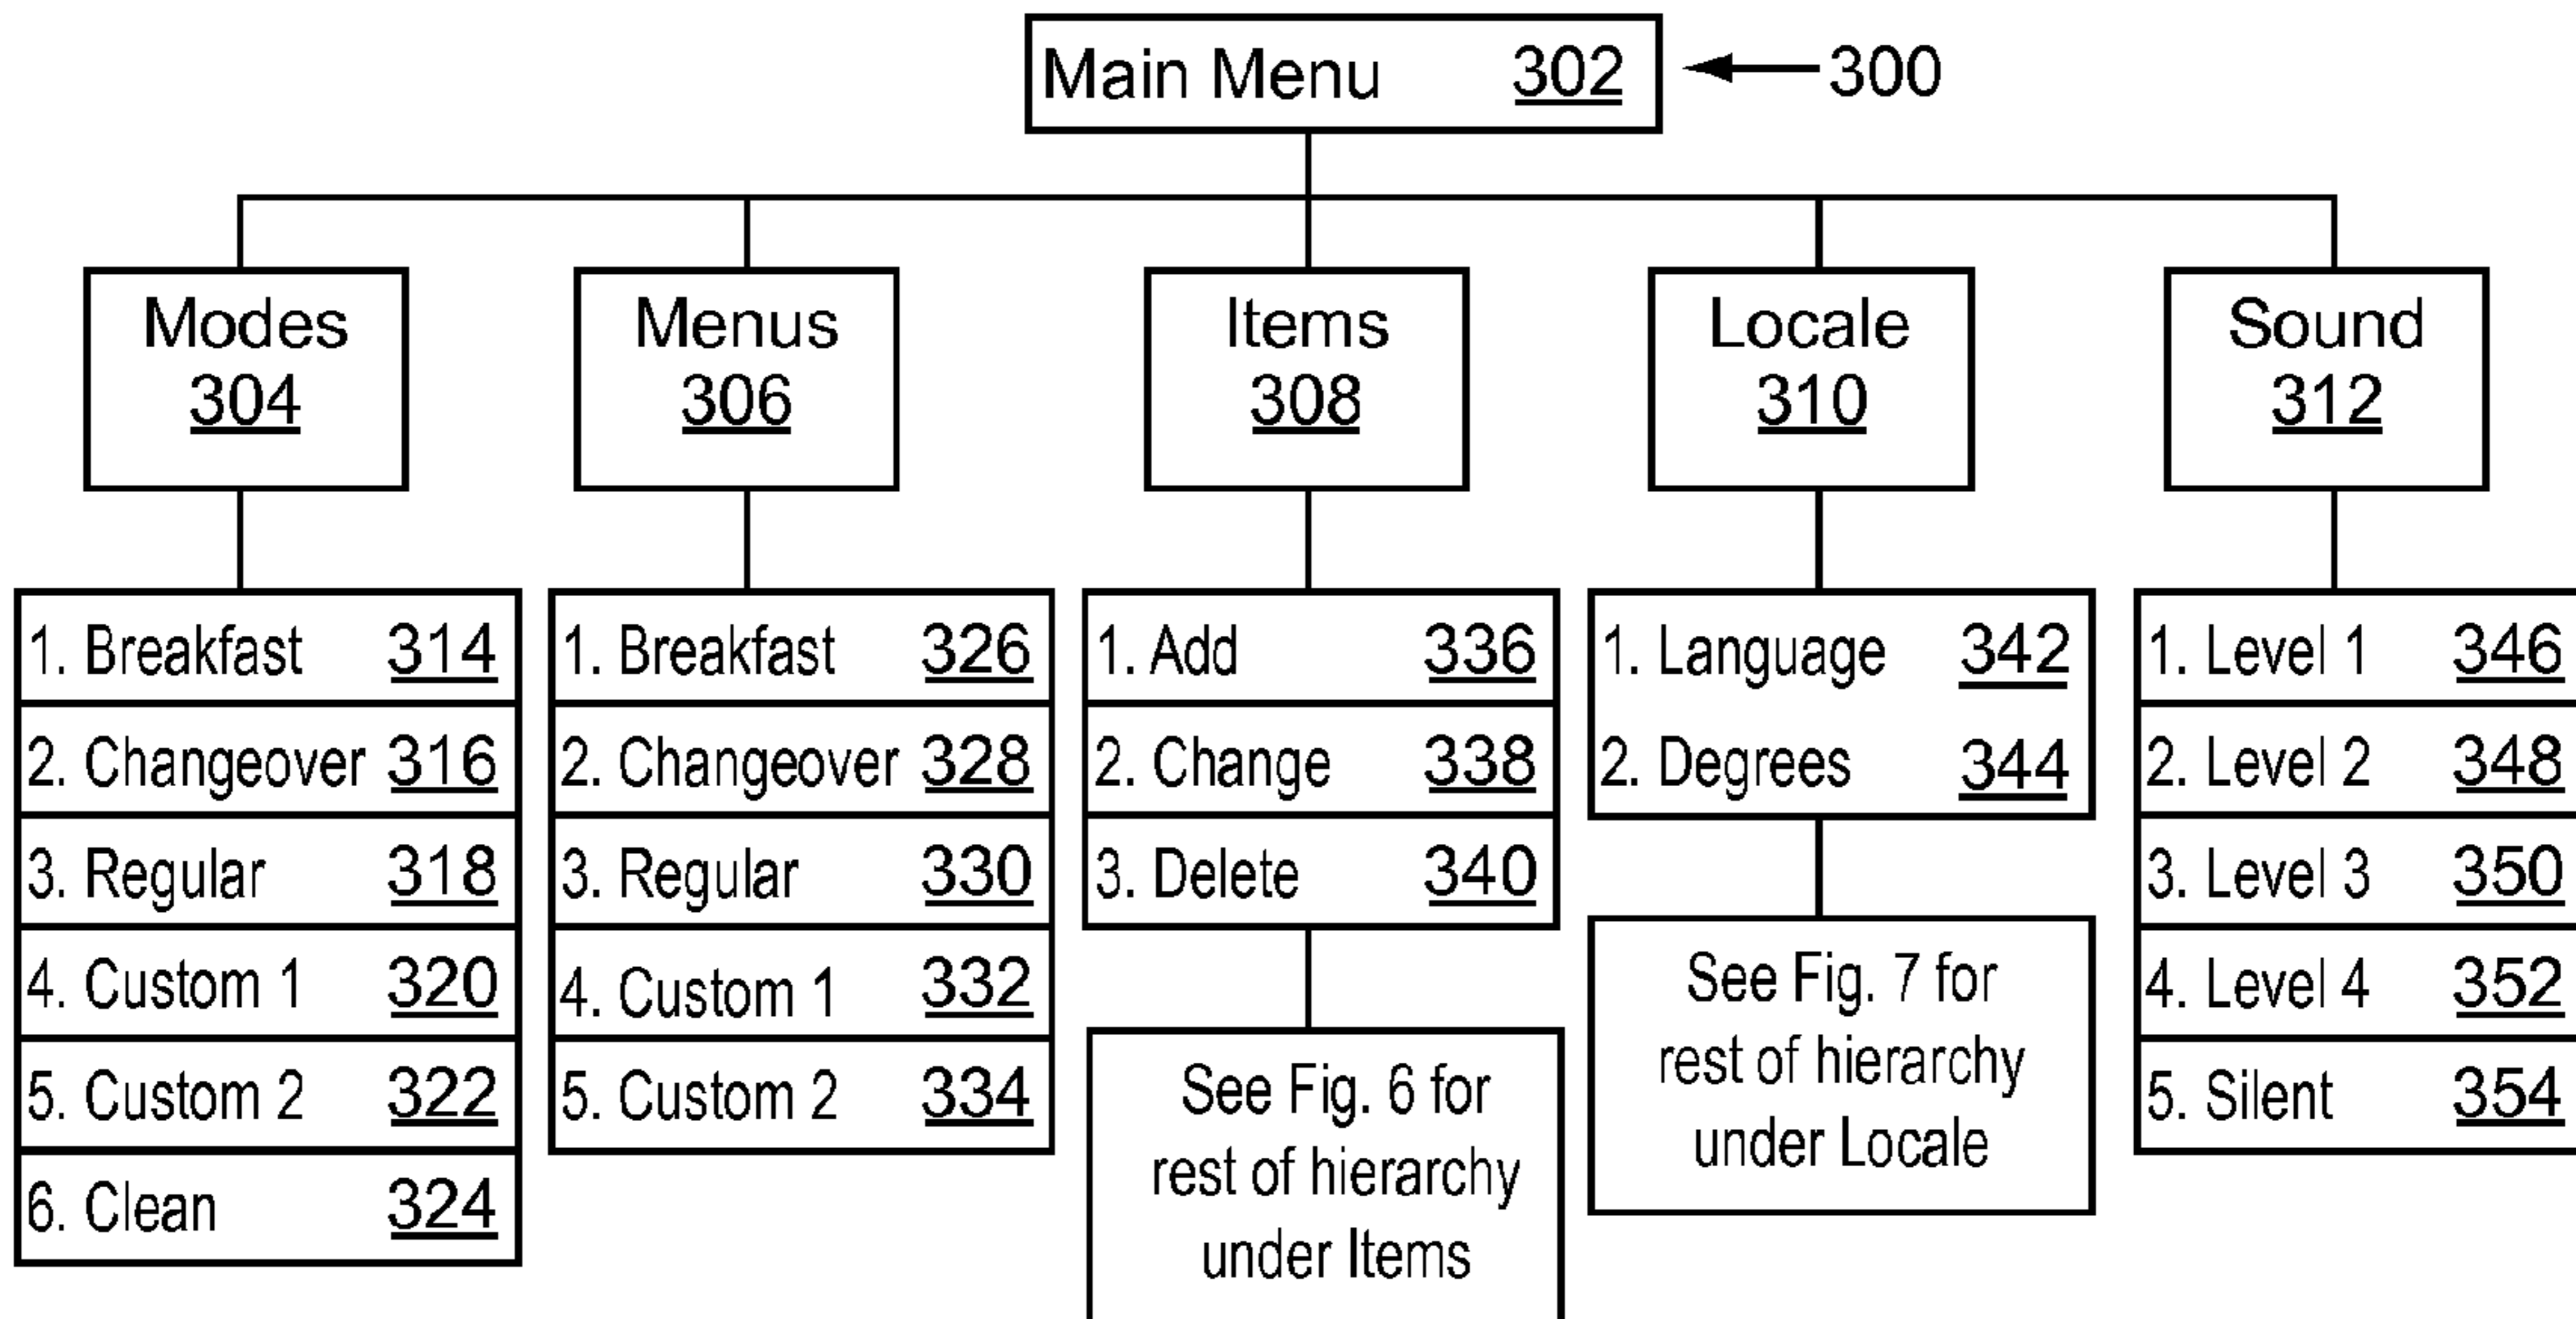 Main Menu 302
300
Modes
304
Menus
306
Items
308
Locale
310
Sound
312
1. Breakfast 314
2. Changeover 316
3. Regular 318
4. Custom 1 320
5. Custom 2 322
6. Clean 324
1. Breakfast 326
2. Changeover 328
3. Regular 330
4. Custom 1 332
5. Custom 2 334
1. Add 336
2. Change 338
3. Delete 340
See Fig. 6 for
rest of hierarchy
under Items
1. Language 342
2. Degrees 344
See Fig. 7 for
rest of hierarchy
under Locale
1. Level 1 346
2. Level 2 348
3. Level 3 350
4. Level 4 352
5. Silent 354